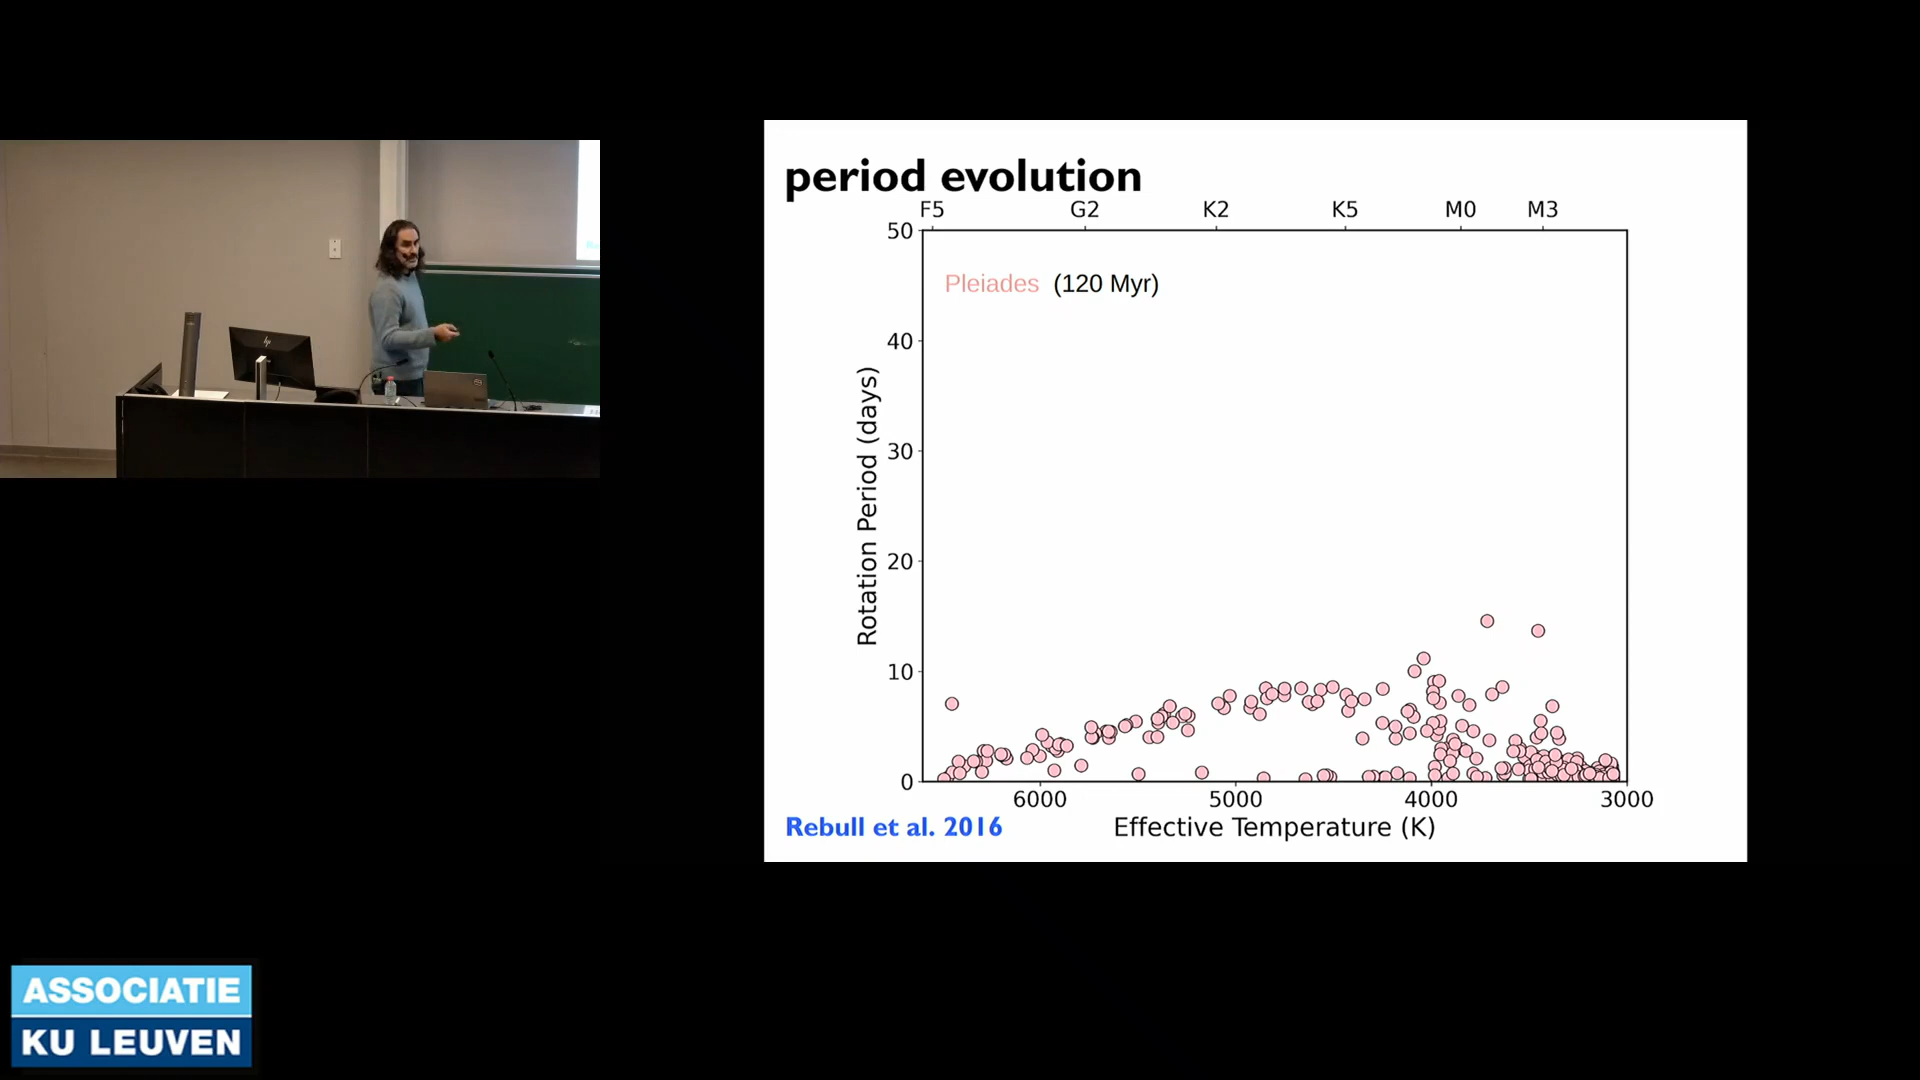 period evolution
F5 G2 K2 K5 M0 M3
50
Pleiades (120 Myr)
40
30
20
10
0
Rotation Period (days)
6000 5000 4000 3000
Effective Temperature (K)
Rebull et al. 2016
hp
ASSOCIATIE
KU LEUVEN